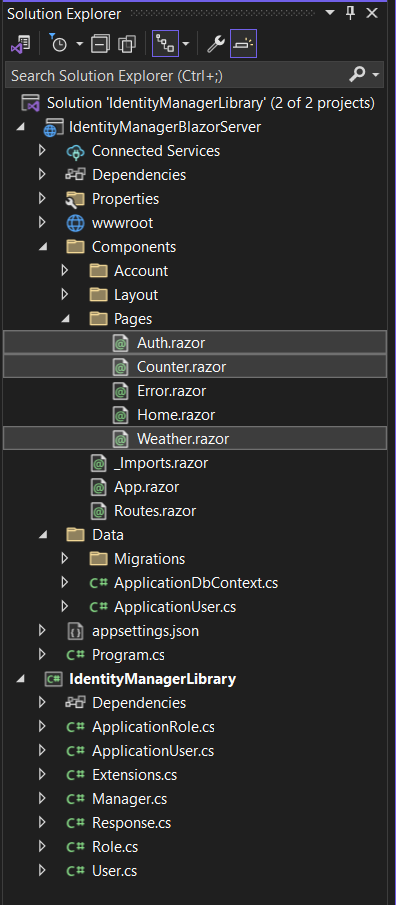 Solution Explorer
Search Solution Explorer (Ctrl+;)
Solution 'IdentityManagerLibrary' (2 of 2 projects)
IdentityManagerBlazorServer
Connected Services
Dependencies
Properties
wwwroot
Components
Account
Layout
Pages
Auth.razor
Counter.razor
Error.razor
Home.razor
Weather.razor
_Imports.razor
App.razor
Routes.razor
Data
Migrations
C# ApplicationDbContext.cs
C# ApplicationUser.cs
appsettings.json
C# Program.cs
C# IdentityManagerLibrary
Dependencies
C# ApplicationRole.cs
C# ApplicationUser.cs
C# Extensions.cs
C# Manager.cs
C# Response.cs
C# Role.cs
C# User.cs